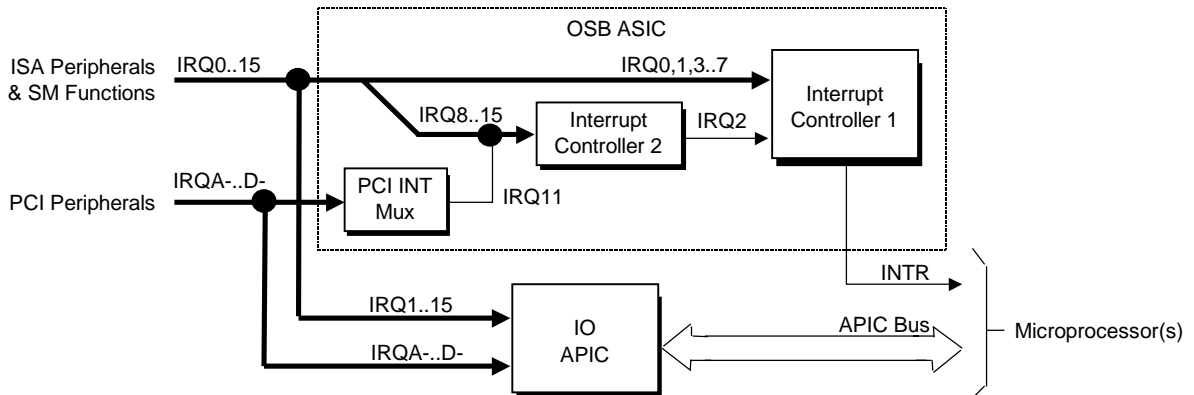 OSB ASIC
ISA Peripherals
& SM Functions
IRQ0..15
IRQ0,1,3..7
Interrupt
Controller 1
IRQ8..15
Interrupt
Controller 2
IRQ2
PCI Peripherals
IRQA-..D-
PCI INT
Mux
IRQ11
INTR
IRQ1..15
IRQA-..D-
IO
APIC
APIC Bus
Microprocessor(s)